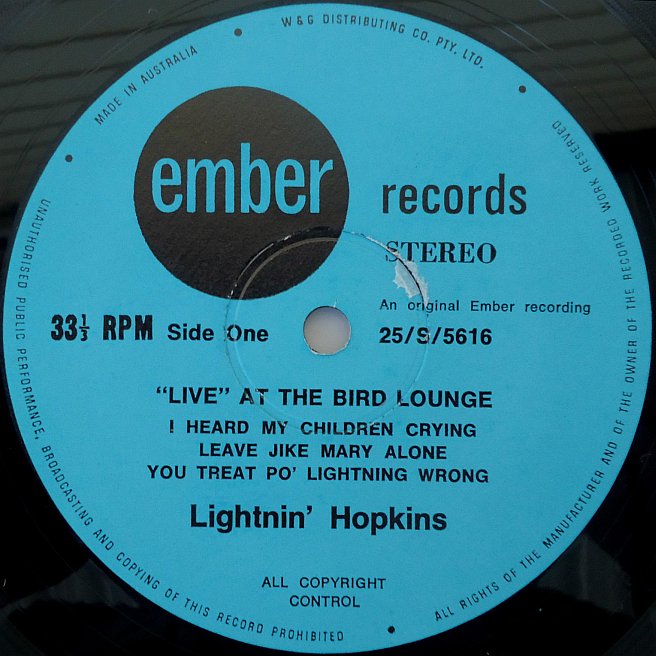 W & G DISTRIBUTING CO. PTY. LTD.
MADE IN AUSTRALIA
ember records
STEREO
An original Ember recording
33⅓ RPM Side One 25/S/5616
“LIVE” AT THE BIRD LOUNGE
I HEARD MY CHILDREN CRYING
LEAVE JIKE MARY ALONE
YOU TREAT PO’ LIGHTNING WRONG
Lightnin’ Hopkins
ALL COPYRIGHT
CONTROL
ALL RIGHTS OF THE MANUFACTURER AND OF THE OWNER OF THE RECORDED WORK RESERVED
UNAUTHORISED PUBLIC PERFORMANCE, BROADCASTING AND COPYING OF THIS RECORD PROHIBITED